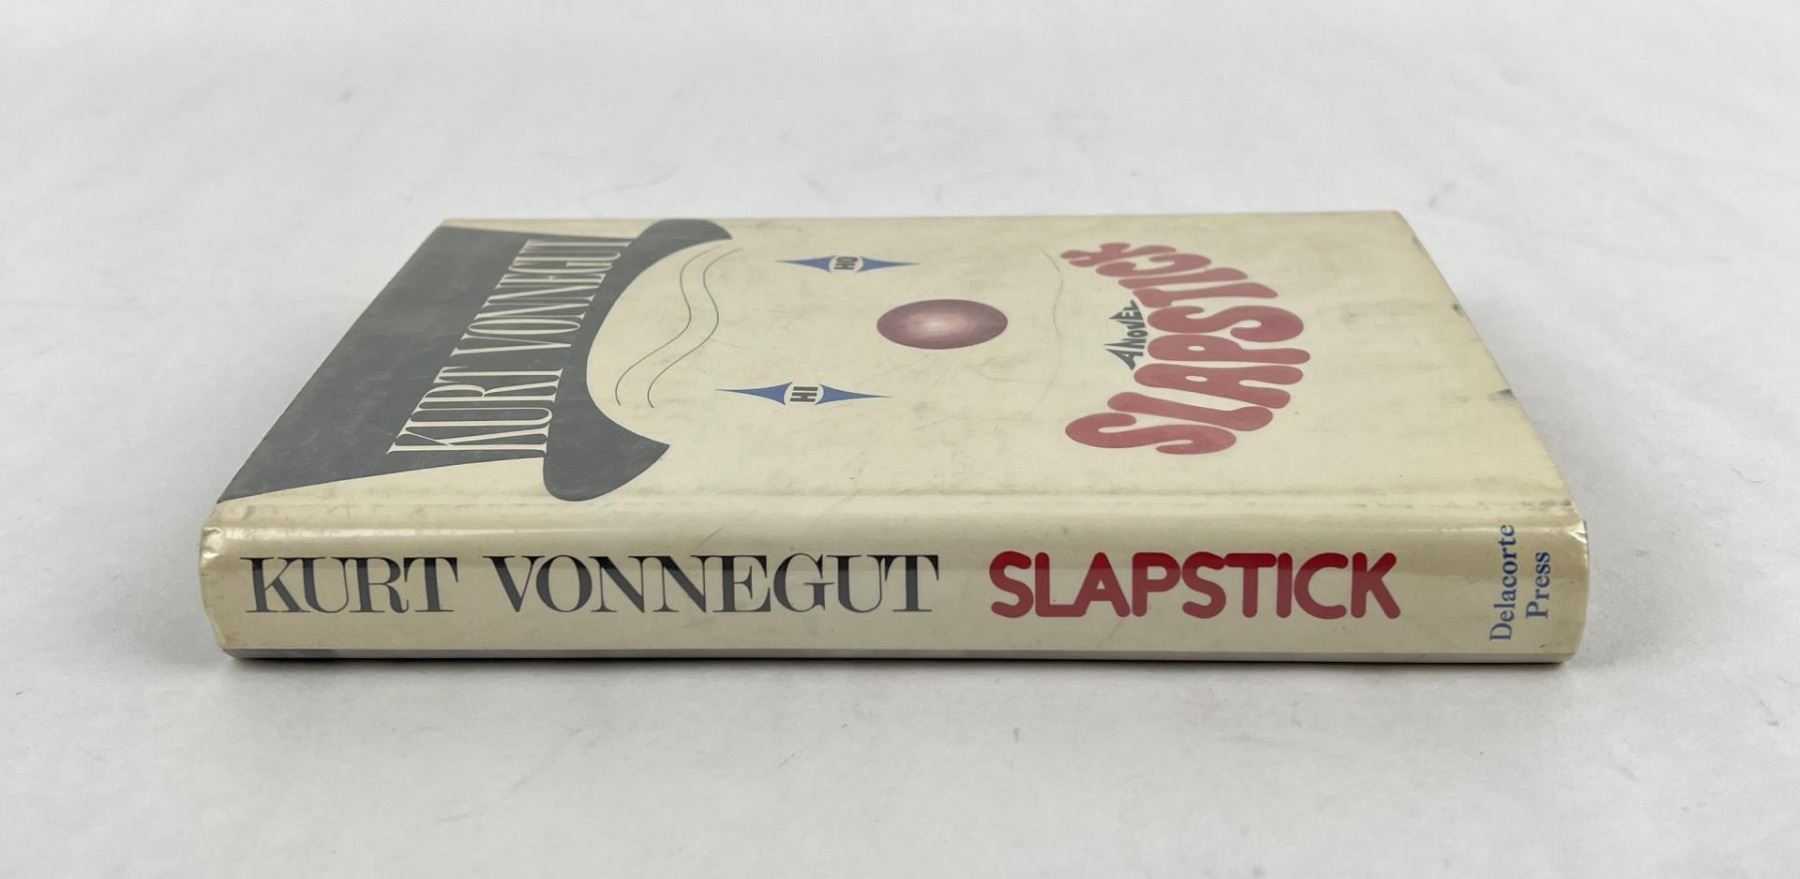 KURT VONNEGUT
HI
HO
A NOVEL
SLAPSTICK
KURT VONNEGUT SLAPSTICK
Delacorte
Press